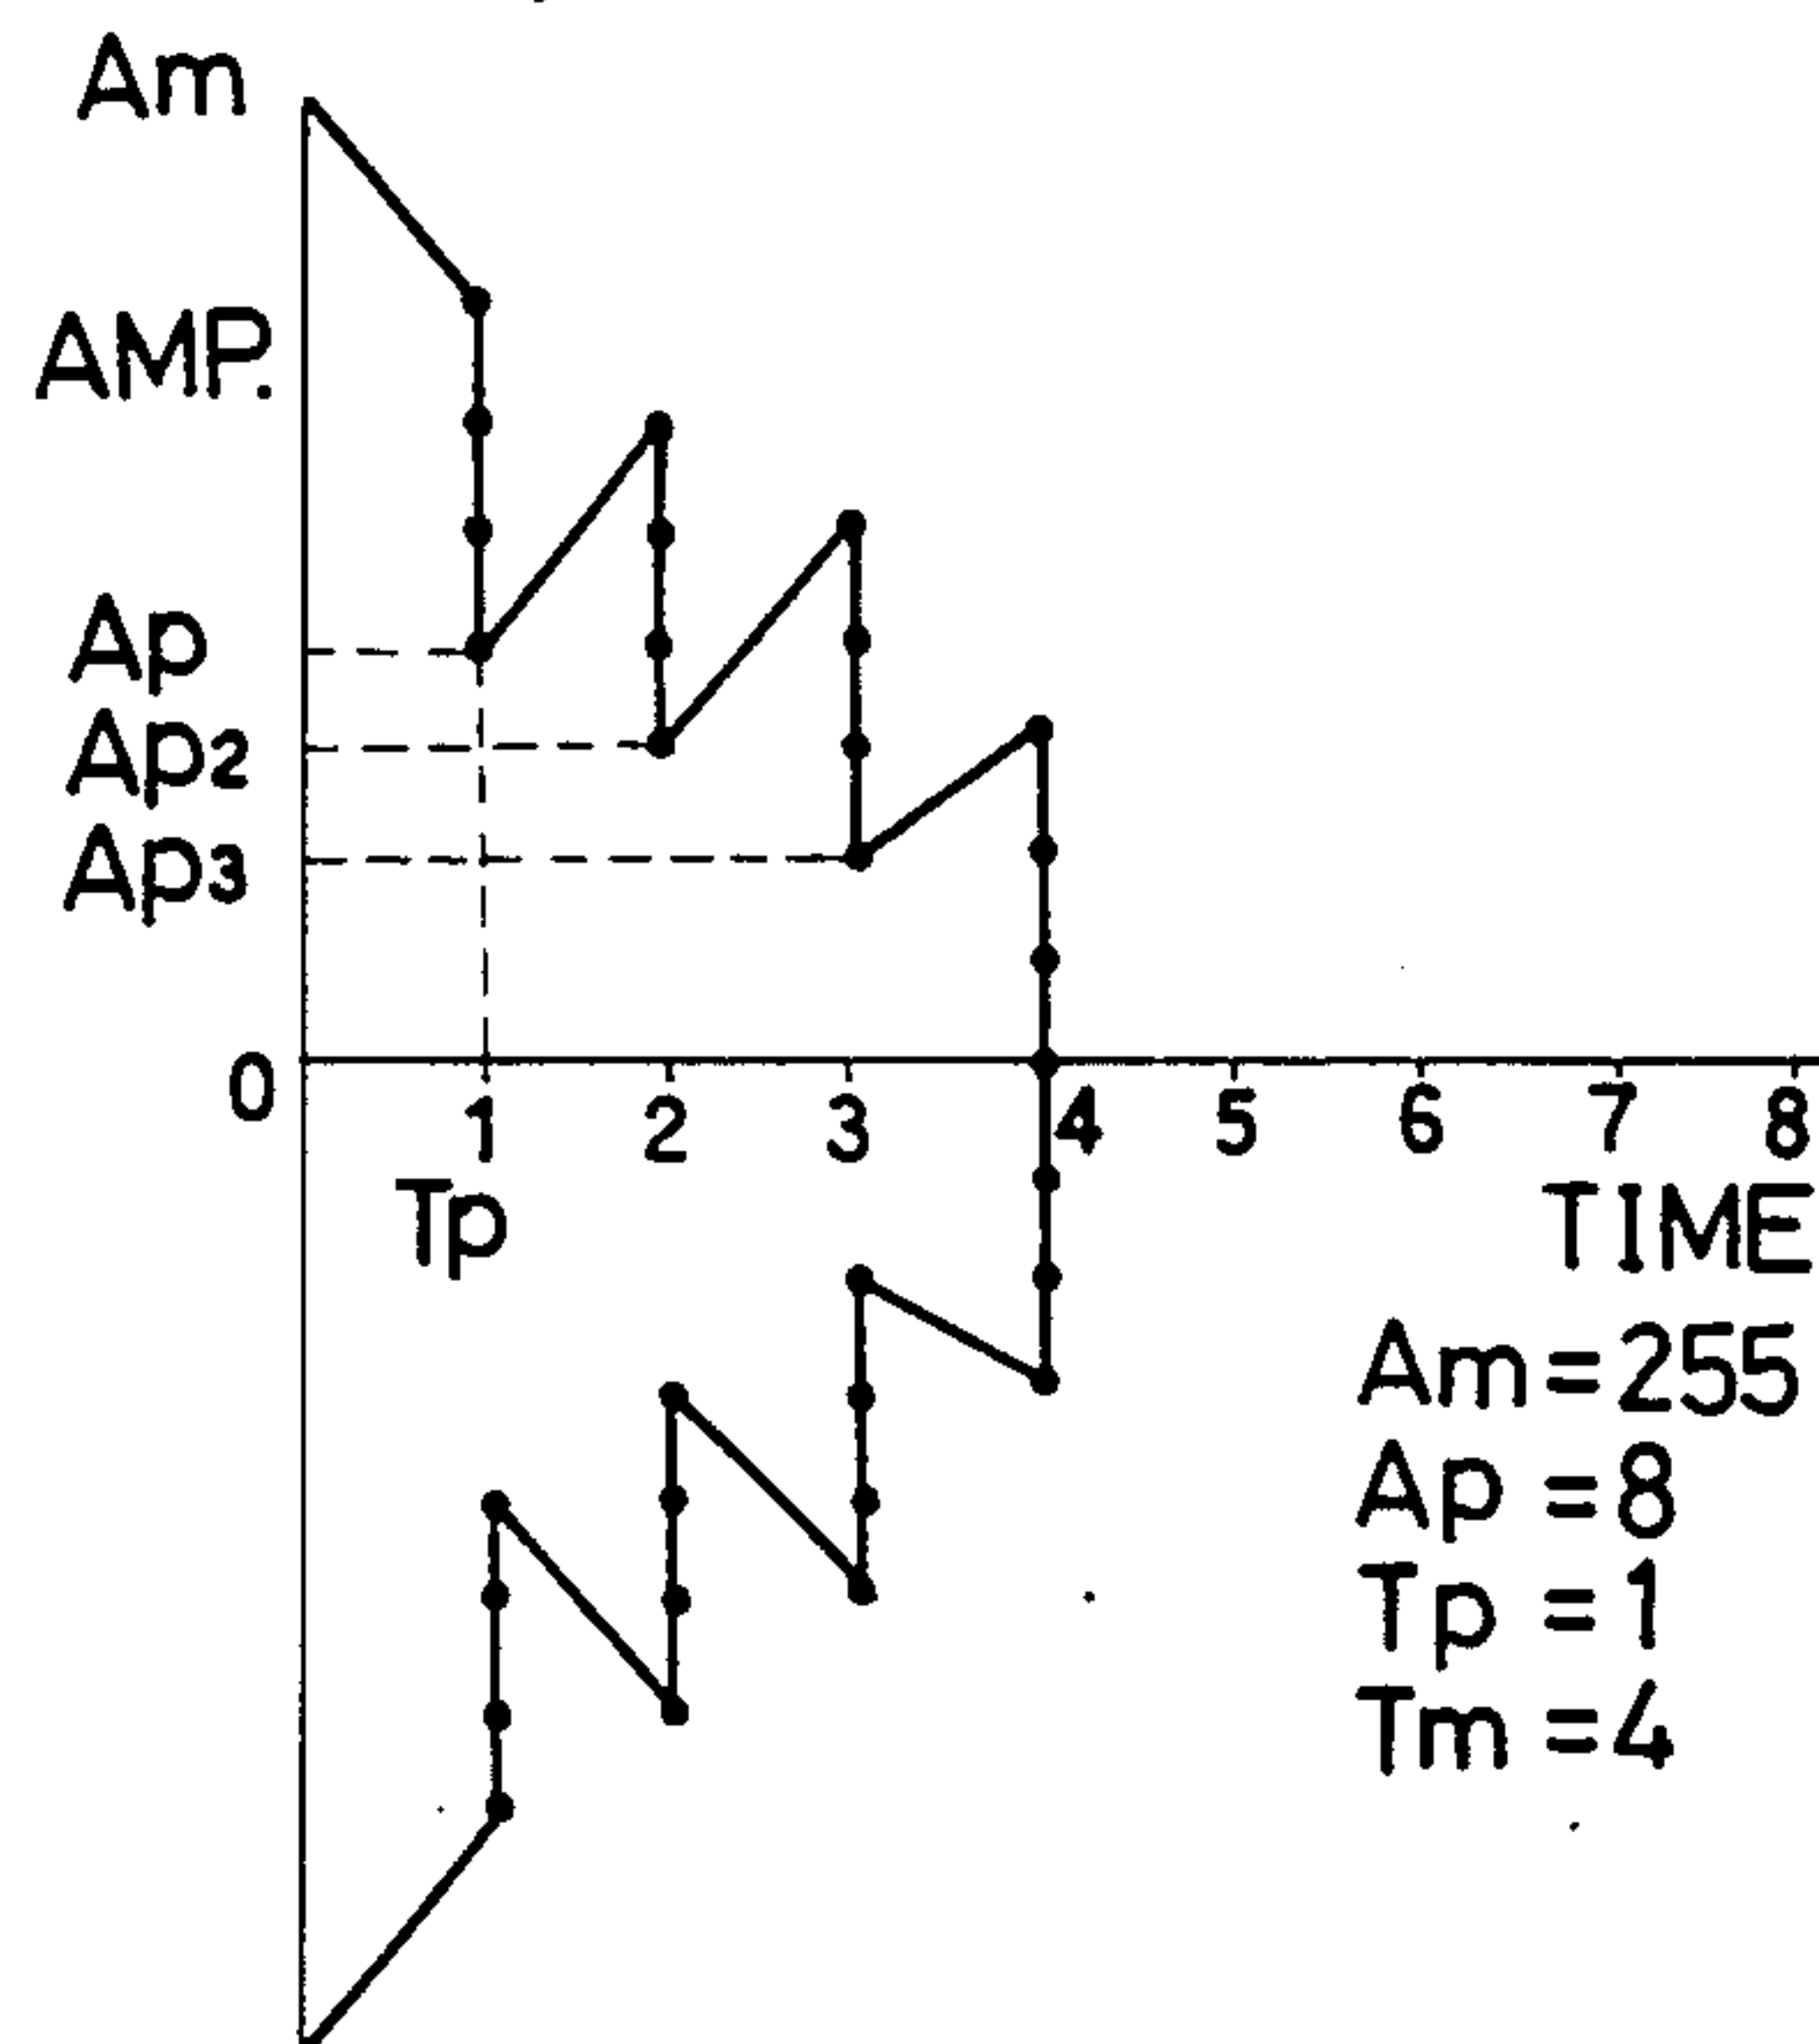 Am
AMP.
Ap
Ap2
Ap3
0 1 2 3 4 5 6 7 8
Tp TIME
Am=255
Ap=8
Tp=1
Tm=4